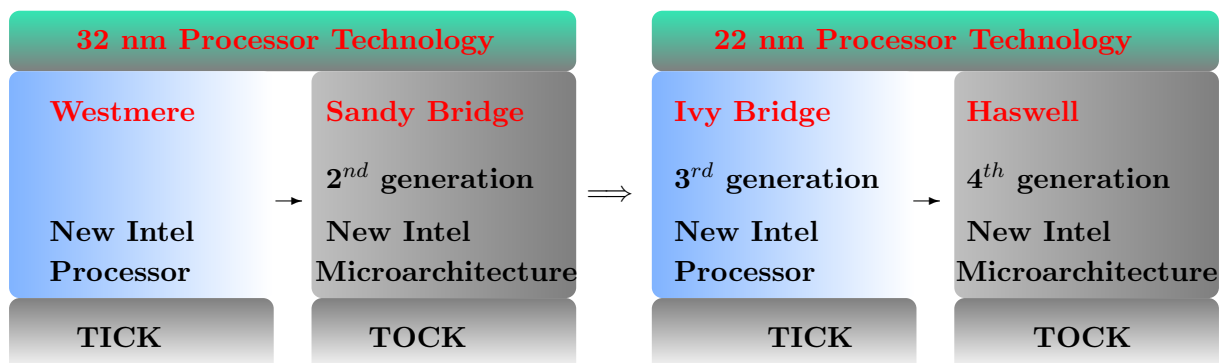 32 nm Processor Technology
22 nm Processor Technology
Westmere
New Intel
Processor
TICK
Sandy Bridge
2nd generation
New Intel
Microarchitecture
TOCK
⟹
Ivy Bridge
3rd generation
New Intel
Processor
TICK
Haswell
4th generation
New Intel
Microarchitecture
TOCK